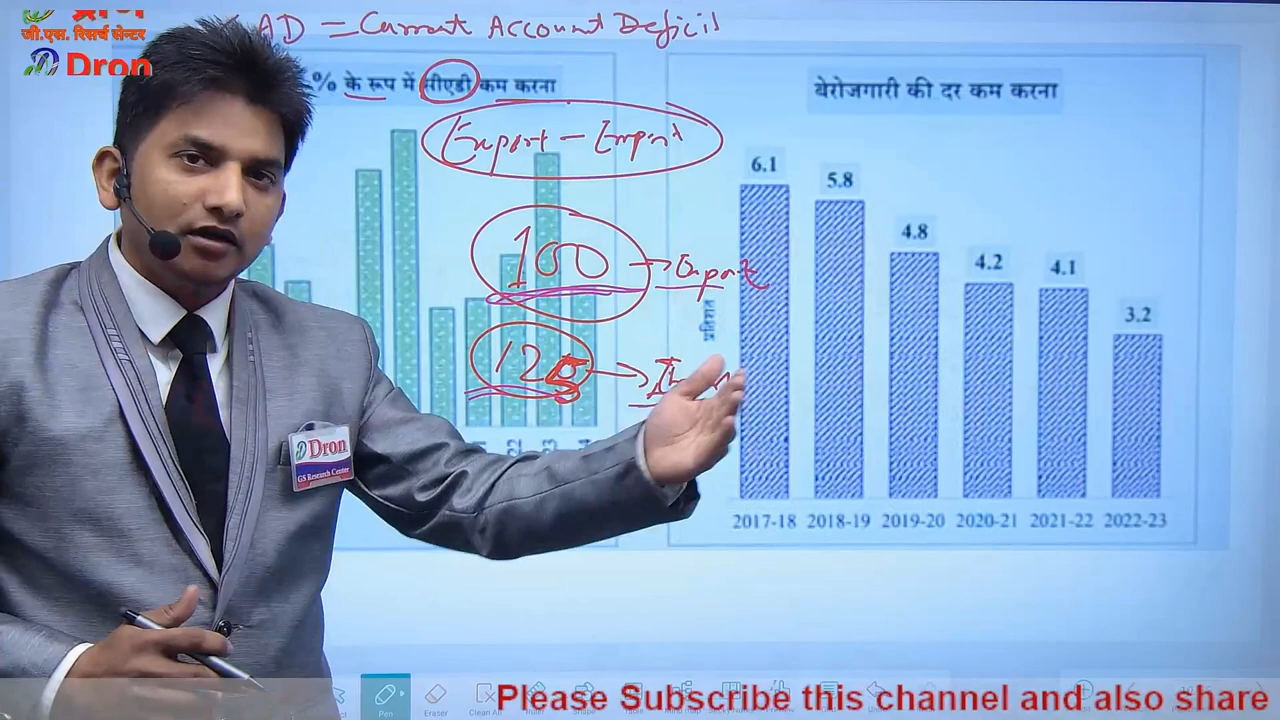 जी.एस. रिसर्च सेन्टर
Dron
AD = Current Account Deficit
% के रूप में सीएडी कम करना
Export - Import
100 → Export
125 →
Dron
GS Research Center
बेरोजगारी की दर कम करना
प्रतिशत
6.1
5.8
4.8
4.2
4.1
3.2
2017-18 2018-19 2019-20 2020-21 2021-22 2022-23
Pen
Eraser
Clean All
Please Subscribe this channel and also share